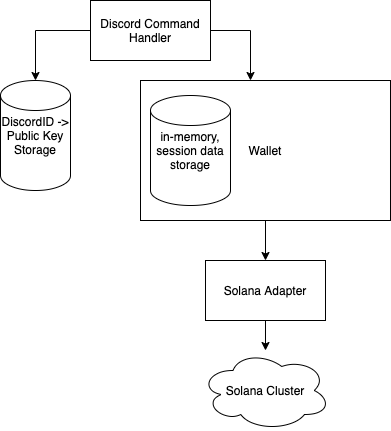 Discord Command
Handler
DiscordID ->
Public Key
Storage
in-memory,
session data
storage
Wallet
Solana Adapter
Solana Cluster